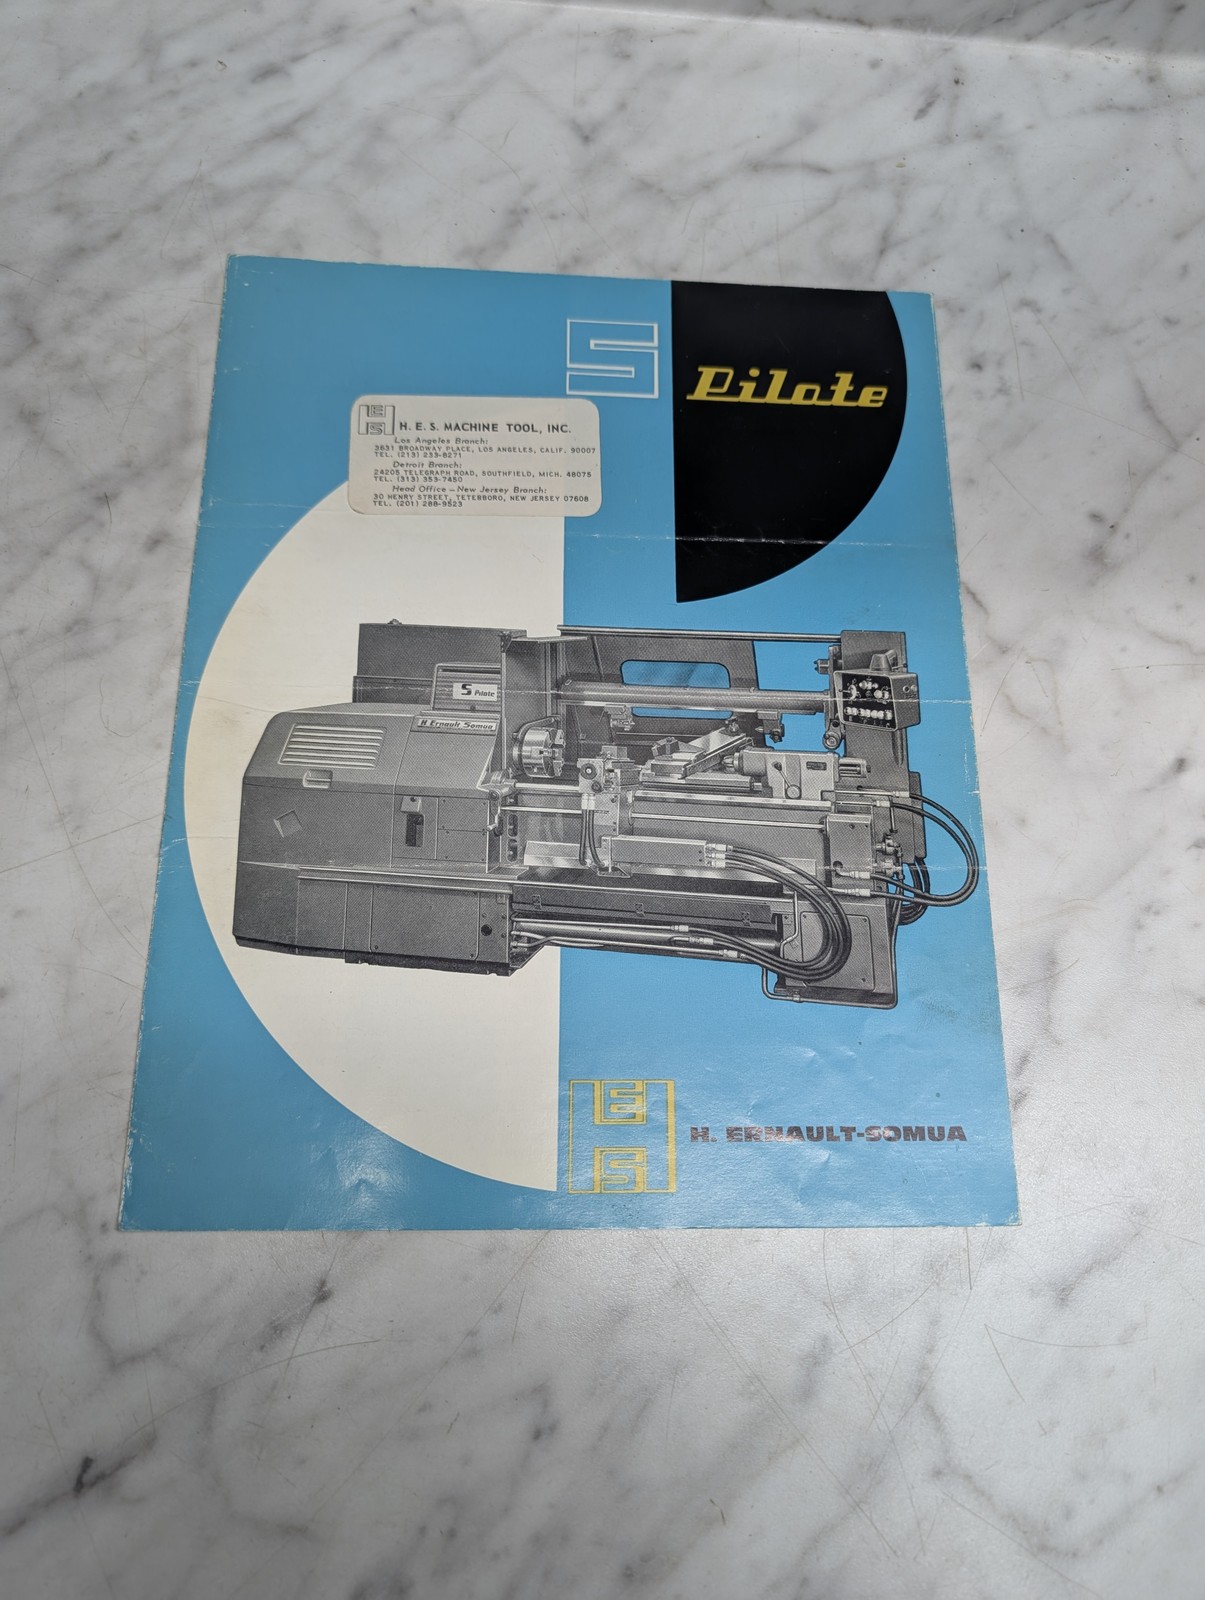 S
Pilote
H E S
H. E. S. MACHINE TOOL, INC.
Los Angeles Branch:
3631 BROADWAY PLACE, LOS ANGELES, CALIF. 90007
TEL. (213) 233-8271
Detroit Branch:
24205 TELEGRAPH ROAD, SOUTHFIELD, MICH. 48075
TEL. (313) 353-7450
Head Office – New Jersey Branch:
30 HENRY STREET, TETERBORO, NEW JERSEY 07608
TEL. (201) 288-9523
S Pilote
H Ernault Somua
H E S
H. ERNAULT-SOMUA